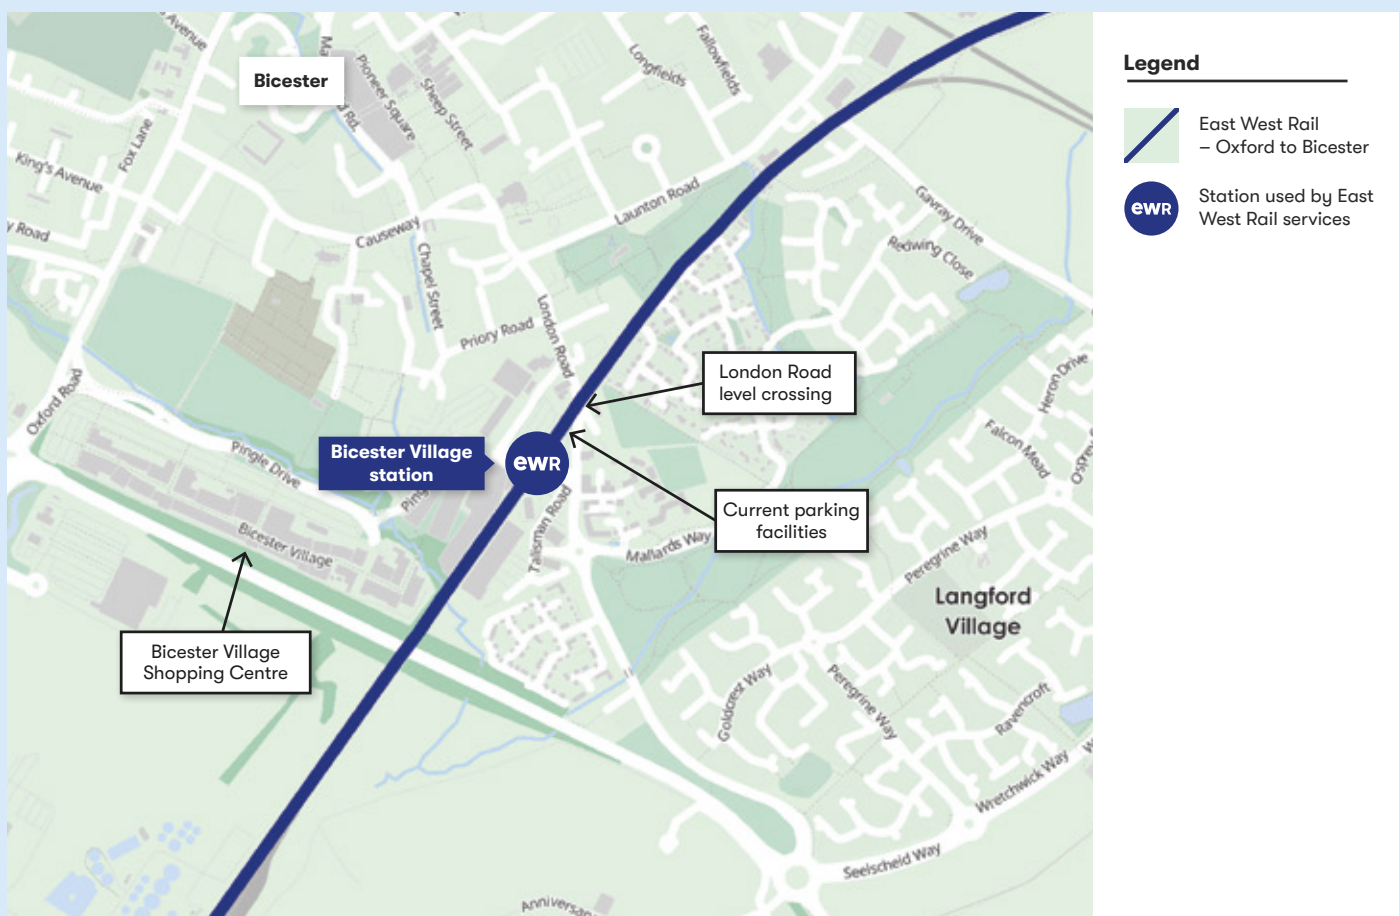 Avenue
Bicester
Pioneer Square
Sheep Street
Longfields
Fallowfields
Fox Lane
King's Avenue
Launton Road
Gavray Drive
Redwing Close
Causeway
Chapel Street
London Road
Priory Road
Oxford Road
London Road
level crossing
Heron Drive
Falcon Mead
Pingle Drive
Bicester Village
station
ewR
Current parking
facilities
Talisman Road
Mallards Way
Bicester Village
Peregrine Way
Langford
Village
Bicester Village
Shopping Centre
Goldcrest Way
Peregrine Way
Ravencroft
Wretchwick Way
Seelscheid Way
Legend
East West Rail
– Oxford to Bicester
ewR
Station used by East
West Rail services